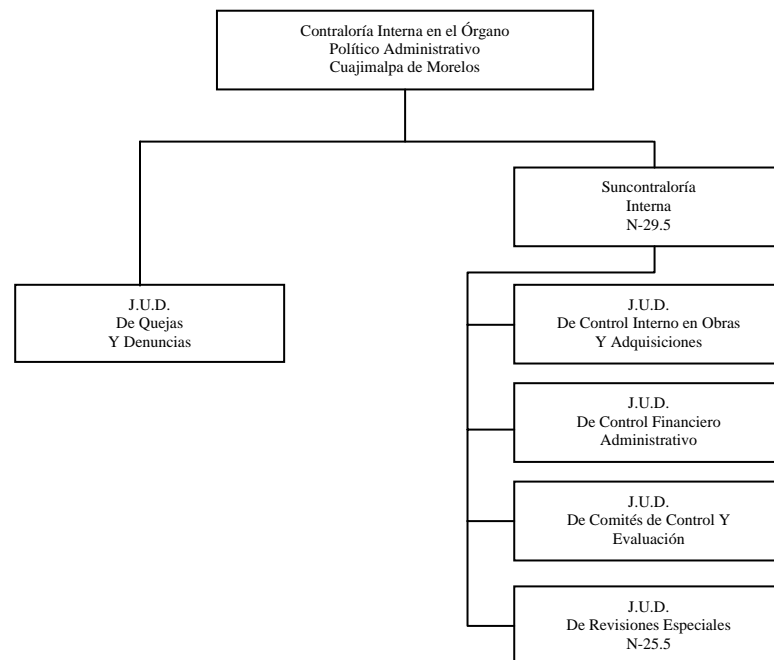 Contraloría Interna en el Órgano
Político Administrativo
Cuajimalpa de Morelos
Suncontraloría
Interna
N-29.5
J.U.D.
De Quejas
Y Denuncias
J.U.D.
De Control Interno en Obras
Y Adquisiciones
J.U.D.
De Control Financiero
Administrativo
J.U.D.
De Comités de Control Y
Evaluación
J.U.D.
De Revisiones Especiales
N-25.5